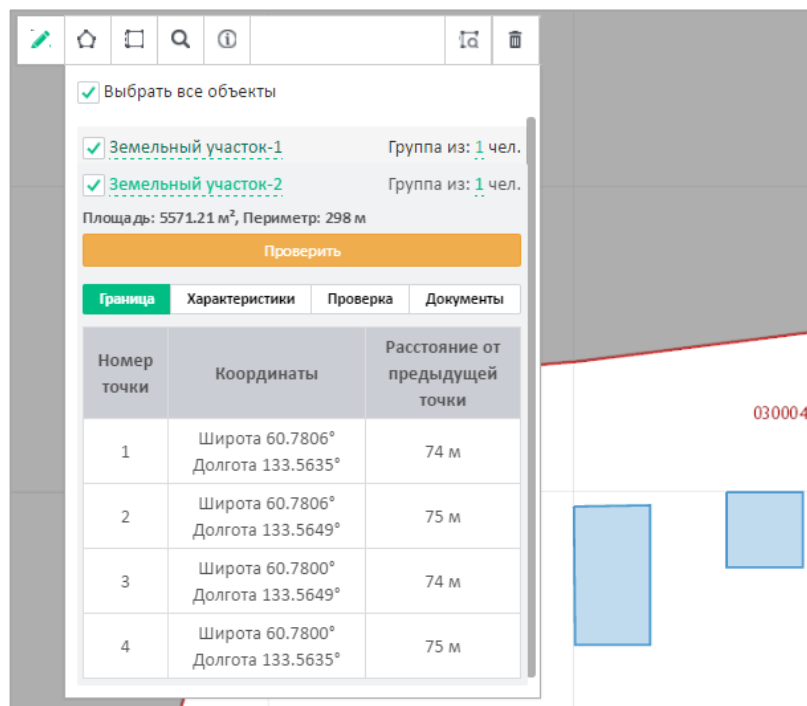 Выбрать все объекты
Земельный участок-1 Группа из: 1 чел.
Земельный участок-2 Группа из: 1 чел.
Площадь: 5571.21 м², Периметр: 298 м
Проверить
Граница Характеристики Проверка Документы
Номер точки Координаты Расстояние от предыдущей точки
1 Широта 60.7806° Долгота 133.5635° 74 м
2 Широта 60.7806° Долгота 133.5649° 75 м
3 Широта 60.7800° Долгота 133.5649° 74 м
4 Широта 60.7800° Долгота 133.5635° 75 м
030004